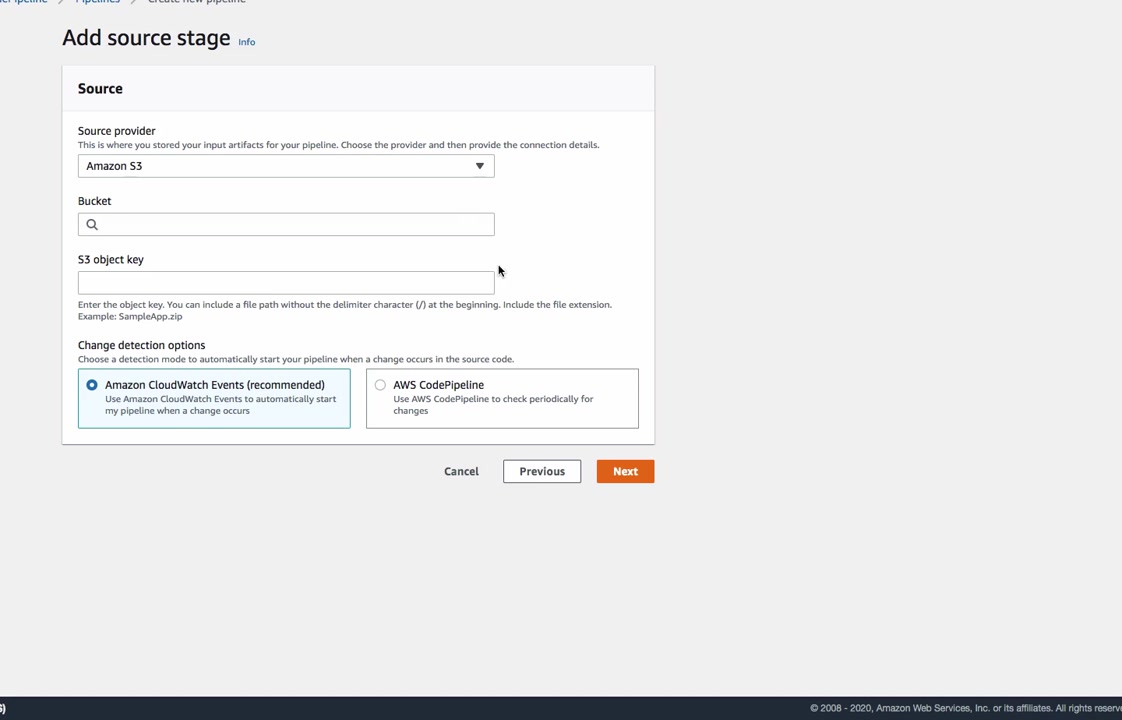 Pipelines
Create new pipeline
Add source stage Info
Source
Source provider
This is where you stored your input artifacts for your pipeline. Choose the provider and then provide the connection details.
Amazon S3
Bucket
S3 object key
Enter the object key. You can include a file path without the delimiter character (/) at the beginning. Include the file extension.
Example: SampleApp.zip
Change detection options
Choose a detection mode to automatically start your pipeline when a change occurs in the source code.
Amazon CloudWatch Events (recommended)
Use Amazon CloudWatch Events to automatically start
my pipeline when a change occurs
AWS CodePipeline
Use AWS CodePipeline to check periodically for
changes
Cancel
Previous
Next
© 2008 - 2020, Amazon Web Services, Inc. or its affiliates. All rights reserve